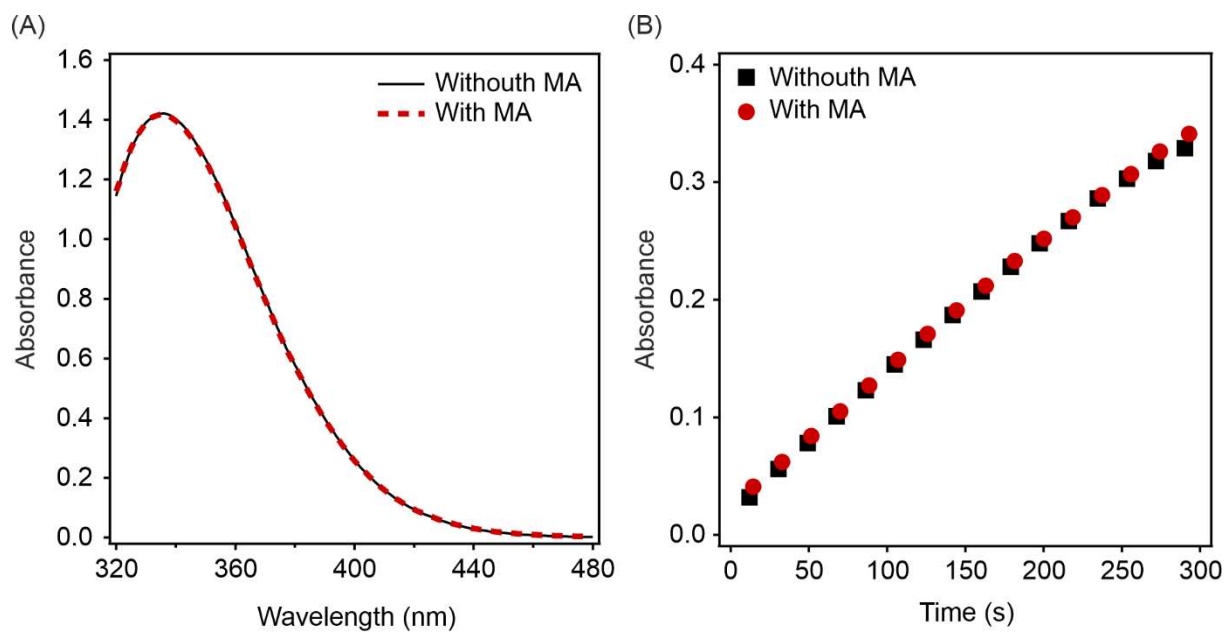 (A)
1.6
1.4
1.2
1.0
0.8
0.6
0.4
0.2
0.0
Absorbance
Withouth MA
With MA
320 360 400 440 480
Wavelength (nm)
(B)
0.4
0.3
0.2
0.1
0.0
Absorbance
Withouth MA
With MA
0 50 100 150 200 250 300
Time (s)